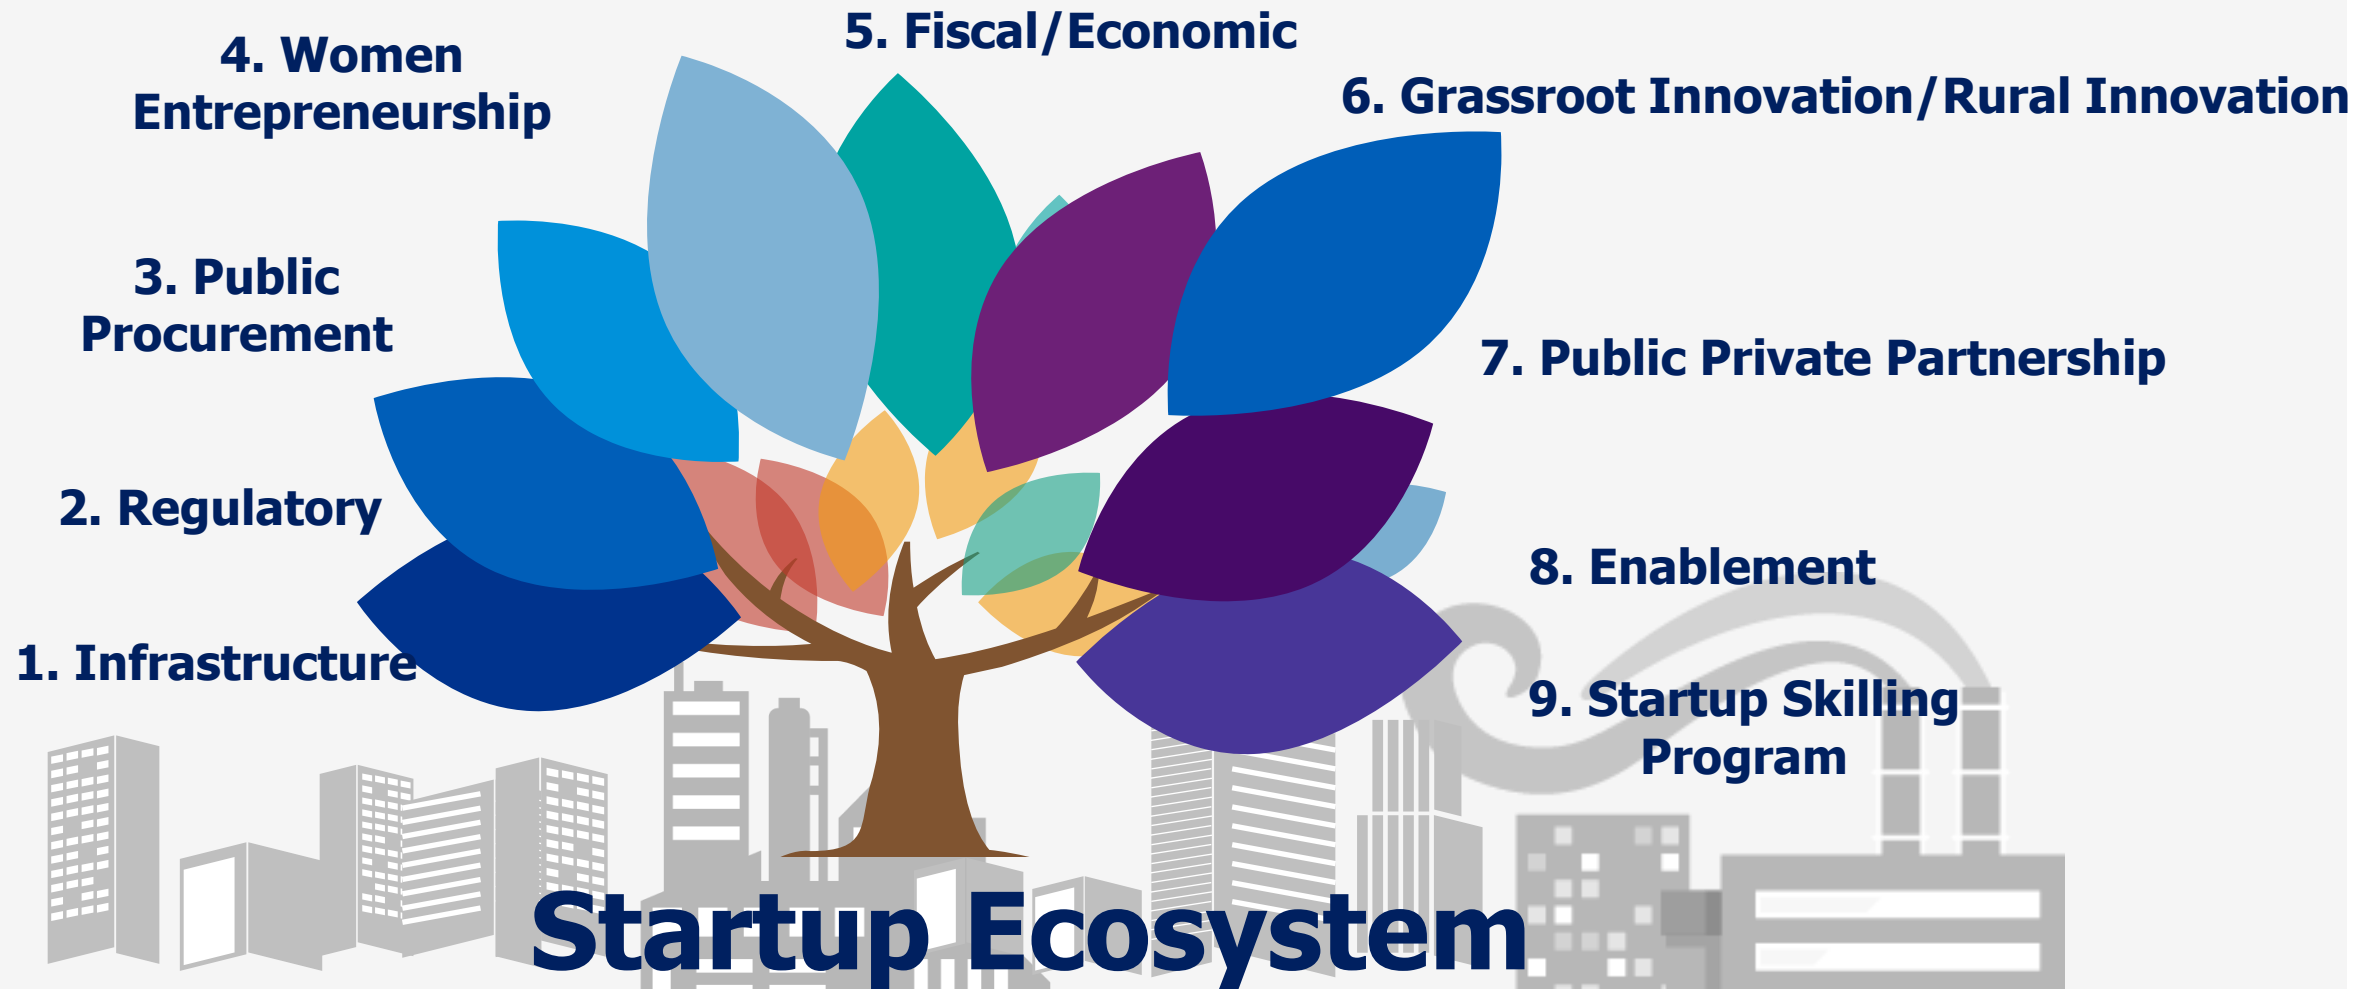 5. Fiscal/Economic
4. Women
Entrepreneurship
6. Grassroot Innovation/Rural Innovation
3. Public
Procurement
7. Public Private Partnership
2. Regulatory
8. Enablement
1. Infrastructure
9. Startup Skilling
Program
Startup Ecosystem